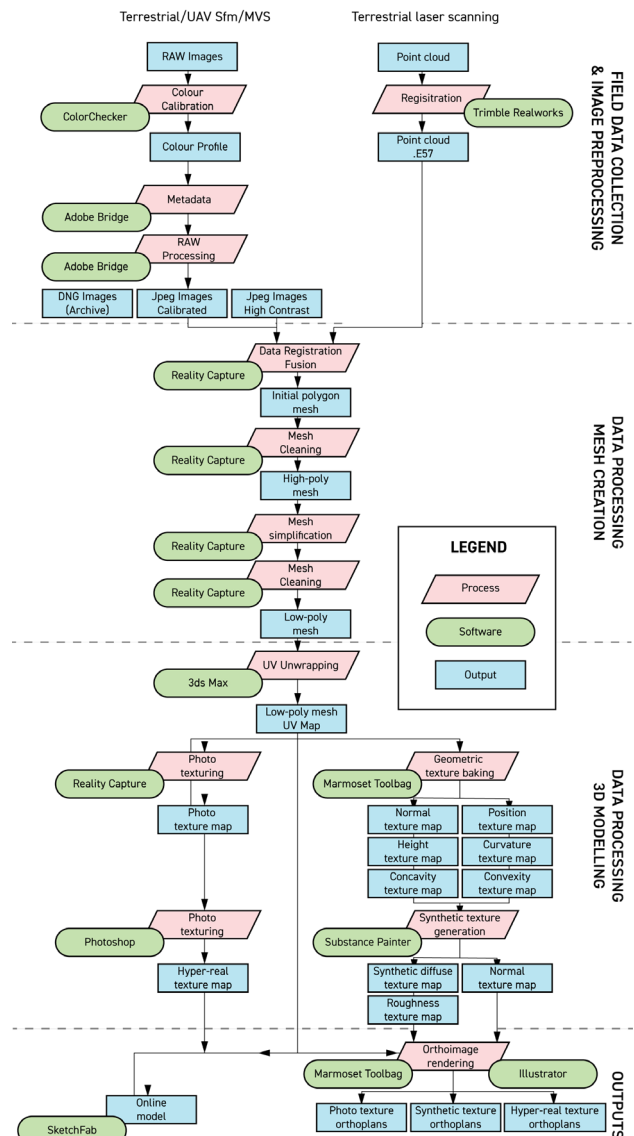 Terrestrial/UAV Sfm/MVS
Terrestrial laser scanning
RAW Images
Point cloud
Colour
Calibration
Regisitration
ColorChecker
Trimble Realworks
Colour Profile
Point cloud
.E57
Metadata
Adobe Bridge
RAW
Processing
Adobe Bridge
DNG Images
(Archive)
Jpeg Images
Calibrated
Jpeg Images
High Contrast
FIELD DATA COLLECTION
& IMAGE PREPROCESSING
Data Registration
Fusion
Reality Capture
Initial polygon
mesh
Mesh
Cleaning
Reality Capture
High-poly
mesh
Mesh
simplification
Reality Capture
Mesh
Cleaning
Reality Capture
Low-poly
mesh
DATA PROCESSING
MESH CREATION
LEGEND
Process
Software
Output
UV Unwrapping
3ds Max
Low-poly mesh
UV Map
Photo
texturing
Reality Capture
Photo
texture map
Geometric
texture baking
Marmoset Toolbag
Normal
texture map
Position
texture map
Height
texture map
Curvature
texture map
Concavity
texture map
Convexity
texture map
Photo
texturing
Photoshop
Hyper-real
texture map
Synthetic texture
generation
Substance Painter
Synthetic diffuse
texture map
Normal
texture map
Roughness
texture map
DATA PROCESSING
3D MODELLING
Orthoimage
rendering
Marmoset Toolbag
Illustrator
Online
model
SketchFab
Photo texture
orthoplans
Synthetic texture
orthoplans
Hyper-real texture
orthoplans
OUTPUTS